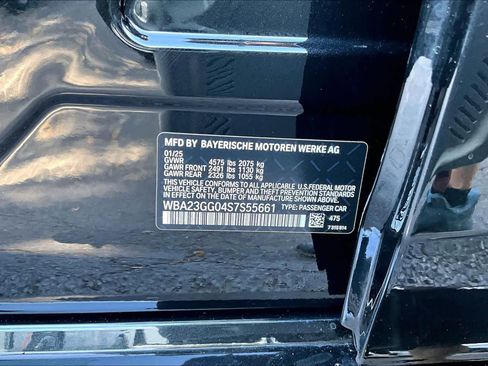 MFD BY BAYERISCHE MOTOREN WERKE AG
01/25
GVWR 4575 lbs 2075 kg
GAWR FRONT 2491 lbs 1130 kg
GAWR REAR 2326 lbs 1055 kg
THIS VEHICLE CONFORMS TO ALL APPLICABLE U.S. FEDERAL MOTOR
VEHICLE SAFETY, BUMPER, AND THEFT PREVENTION STANDARDS
IN EFFECT ON THE DATE OF MANUFACTURE SHOWN ABOVE.
WBA23GG04S7S55661 TYPE: PASSENGER CAR
475